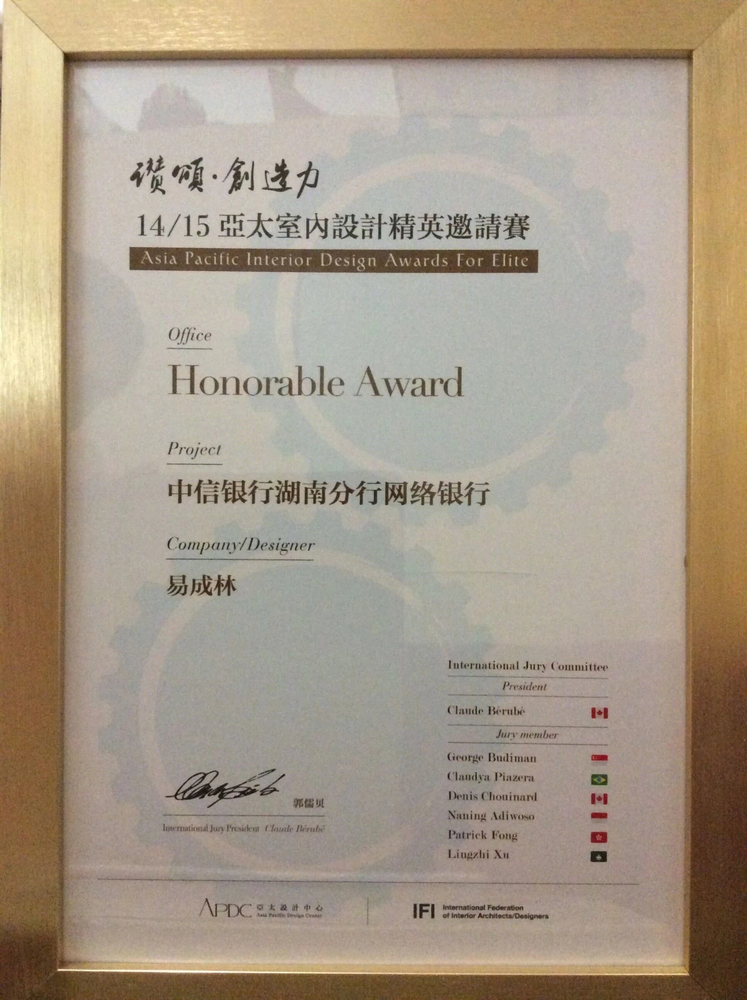 讚頌·創造力
14/15 亞太室內設計精英邀請賽
Asia Pacific Interior Design Awards For Elite
Office
Honorable Award
Project
中信银行湖南分行网络银行
Company/Designer
易成林
International Jury Committee
President
Claude Bérubé
Jury member
George Budiman
Claudya Piazera
Denis Chouinard
Naning Adiwoso
Patrick Fong
Lingzhi Xu
郭儒贝
International Jury President Claude Bérubé
APDC 亞太設計中心
Asia Pacific Design Center
IFI International Federation
of Interior Architects/Designers